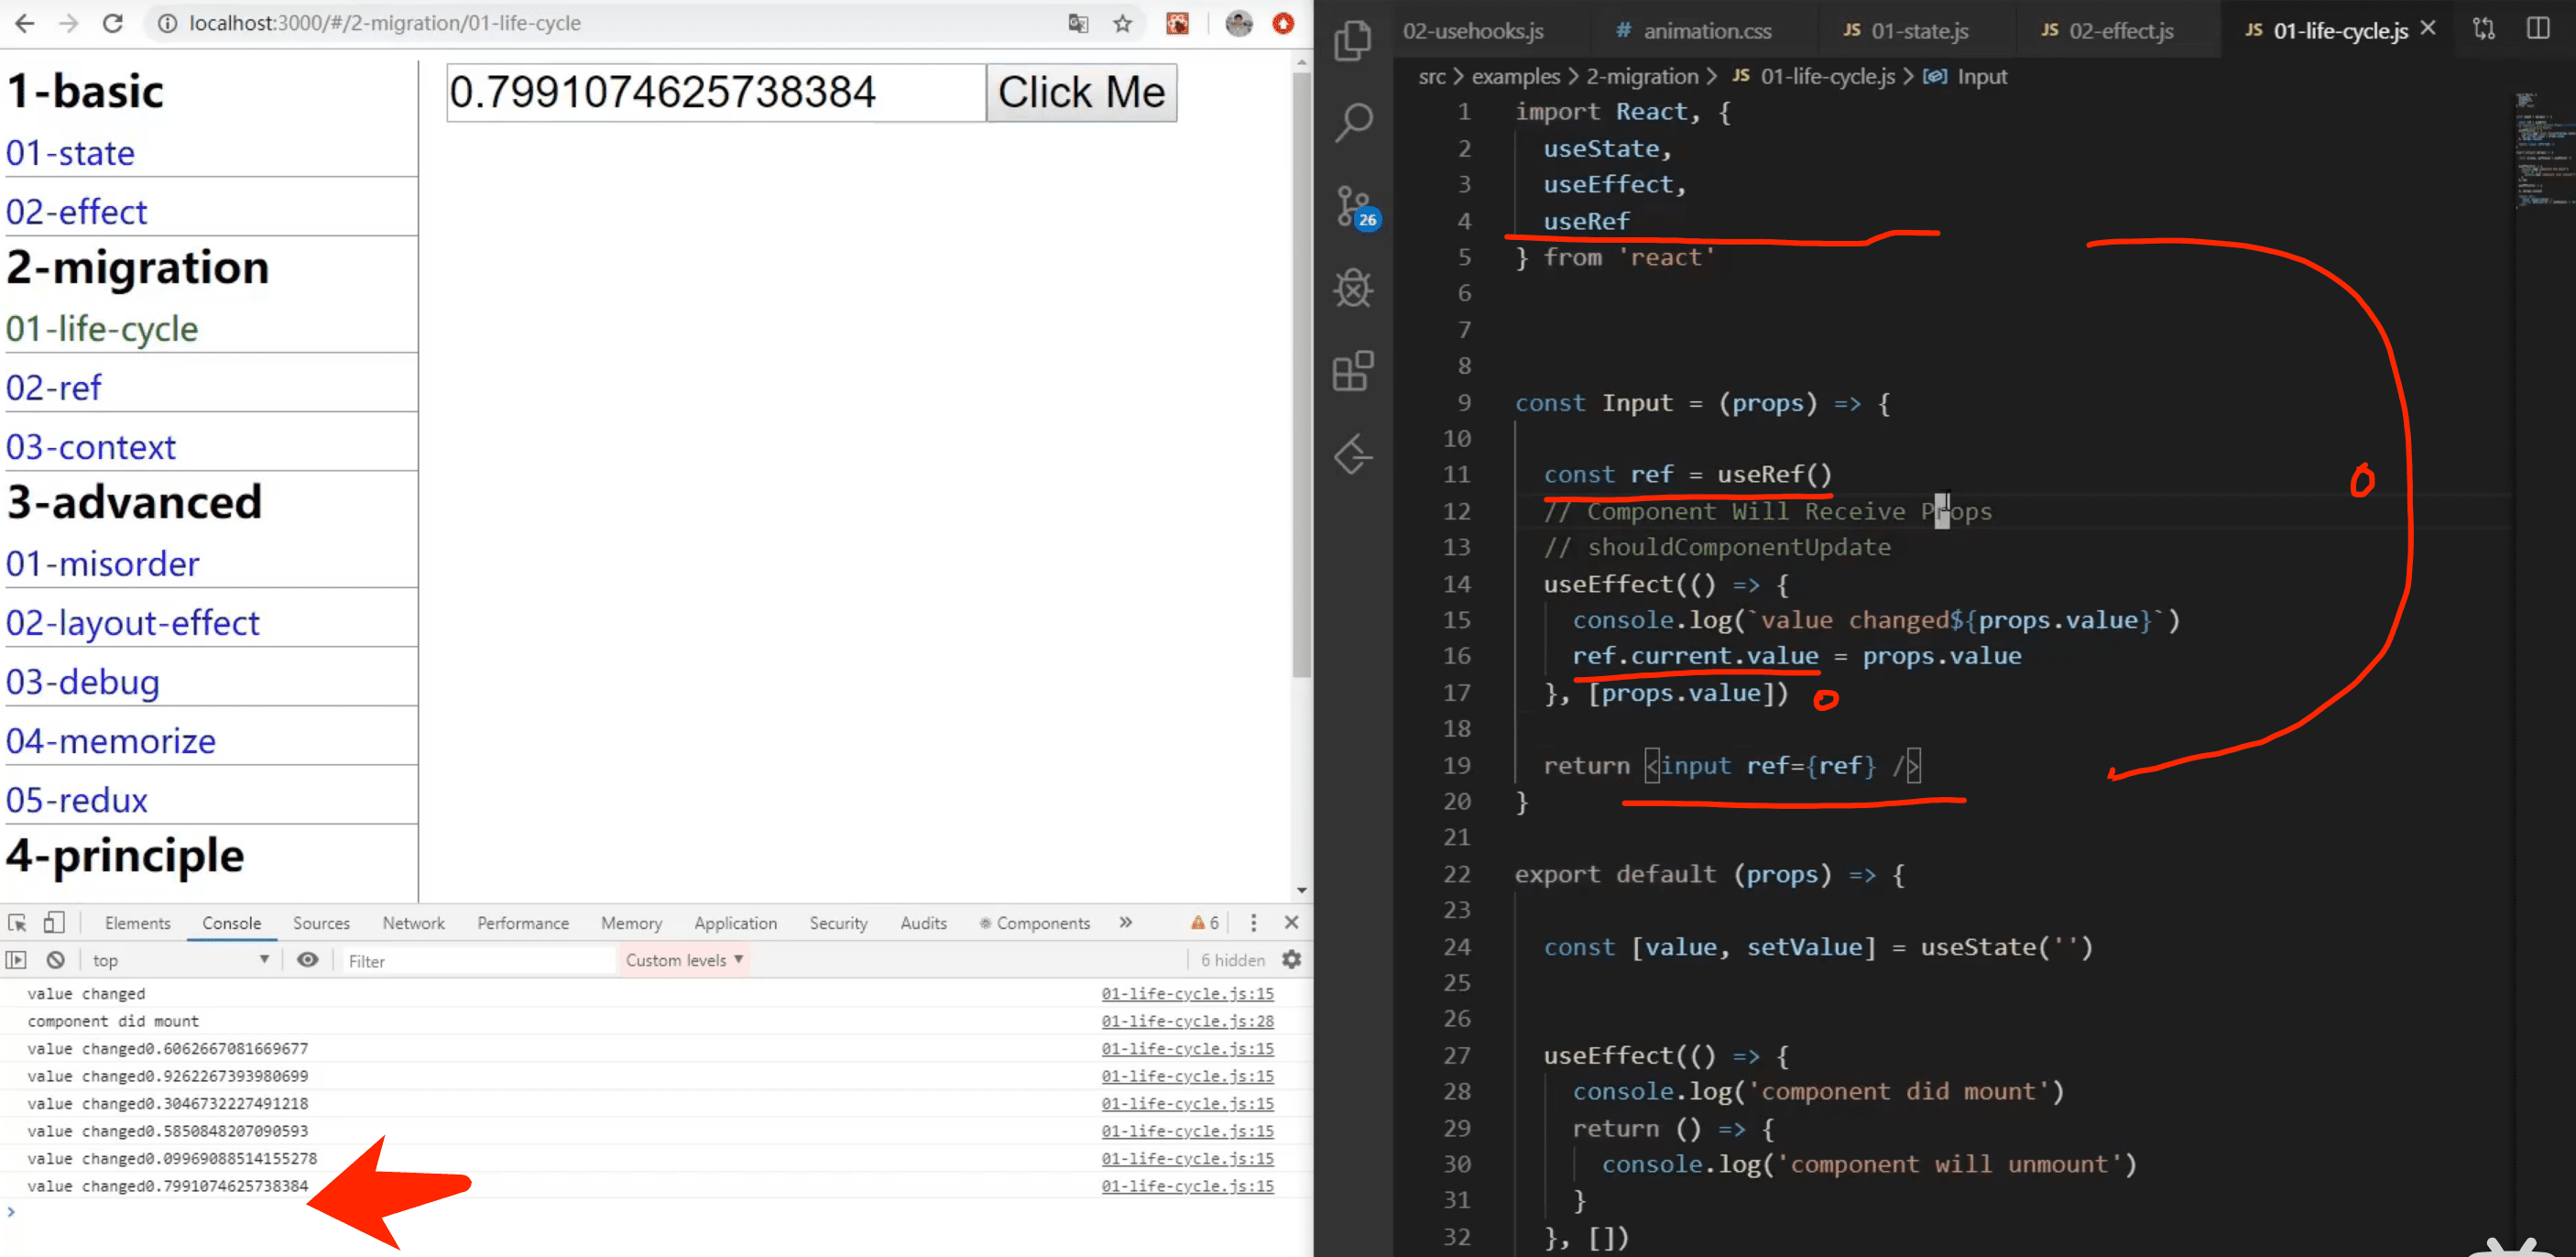 localhost:3000/#/2-migration/01-life-cycle
1-basic
01-state
02-effect
2-migration
01-life-cycle
02-ref
03-context
3-advanced
01-misorder
02-layout-effect
03-debug
04-memorize
05-redux
4-principle
0.7991074625738384 Click Me
Elements Console Sources Network Performance Memory Application Security Audits Components » 6
top Filter Custom levels 6 hidden
value changed 01-life-cycle.js:15
component did mount 01-life-cycle.js:28
value changed0.6062667081669677 01-life-cycle.js:15
value changed0.9262267393980699 01-life-cycle.js:15
value changed0.3046732227491218 01-life-cycle.js:15
value changed0.5850848207090593 01-life-cycle.js:15
value changed0.09969088514155278 01-life-cycle.js:15
value changed0.7991074625738384 01-life-cycle.js:15
>
26
02-usehooks.js # animation.css JS 01-state.js JS 02-effect.js JS 01-life-cycle.js
src > examples > 2-migration > JS 01-life-cycle.js > Input
1 import React, {
2 useState,
3 useEffect,
4 useRef
5 } from 'react'
6
7
8
9 const Input = (props) => {
10
11 const ref = useRef()
12 // Component Will Receive Props
13 // shouldComponentUpdate
14 useEffect(() => {
15 console.log(`value changed${props.value}`)
16 ref.current.value = props.value
17 }, [props.value])
18
19 return <input ref={ref} />
20 }
21
22 export default (props) => {
23
24 const [value, setValue] = useState('')
25
26
27 useEffect(() => {
28 console.log('component did mount')
29 return () => {
30 console.log('component will unmount')
31 }
32 }, [])